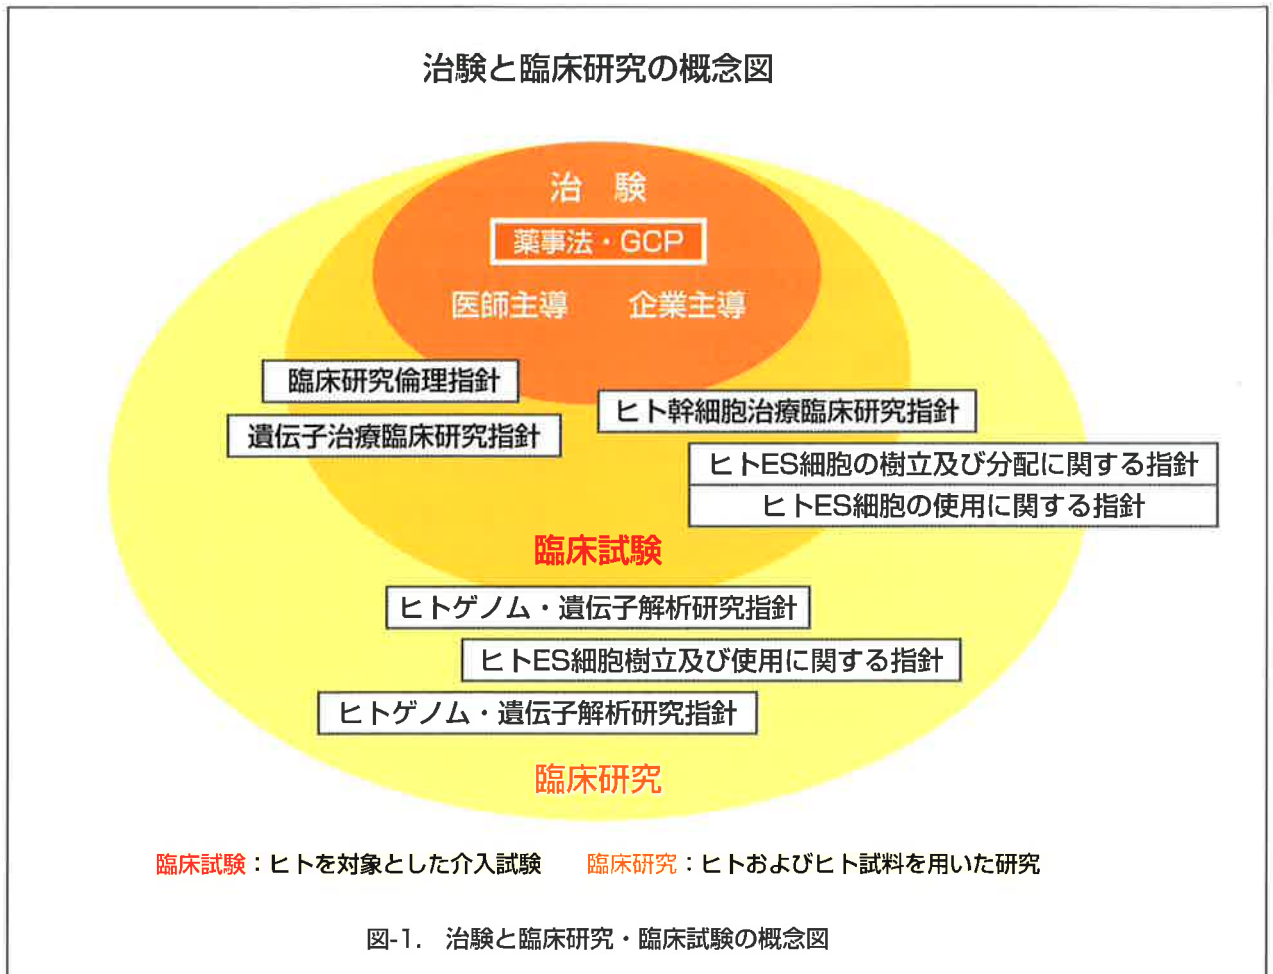 治験と臨床研究の概念図
治 験
薬事法・GCP
医師主導 企業主導
臨床研究倫理指針
ヒト幹細胞治療臨床研究指針
遺伝子治療臨床研究指針
ヒトES細胞の樹立及び分配に関する指針
ヒトES細胞の使用に関する指針
臨床試験
ヒトゲノム・遺伝子解析研究指針
ヒトES細胞樹立及び使用に関する指針
ヒトゲノム・遺伝子解析研究指針
臨床研究
臨床試験：ヒトを対象とした介入試験 臨床研究：ヒトおよびヒト試料を用いた研究
図-1. 治験と臨床研究・臨床試験の概念図